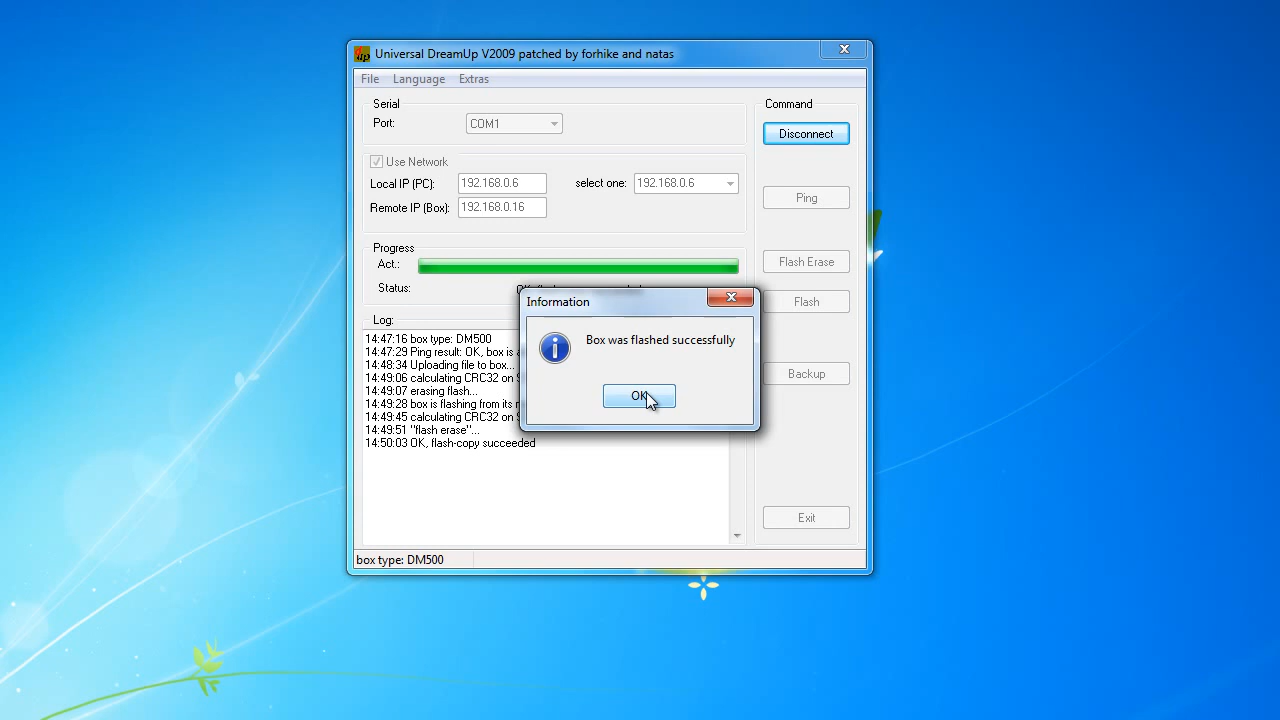 up Universal DreamUp V2009 patched by forhike and natas
File Language Extras
Serial
Port: COM1
Use Network
Local IP (PC): 192.168.0.6 select one: 192.168.0.6
Remote IP (Box): 192.168.0.16
Progress
Act.:
Status:
Log:
14:47:16 box type: DM500
14:47:29 Ping result: OK, box is
14:48:34 Uploading file to box...
14:49:06 calculating CRC32 on
14:49:07 erasing flash...
14:49:28 box is flashing from its
14:49:45 calculating CRC32 on
14:49:51 "flash erase"...
14:50:03 OK, flash-copy succeeded
box type: DM500
Command
Disconnect
Ping
Flash Erase
Flash
Backup
Exit
Information
Box was flashed successfully
OK